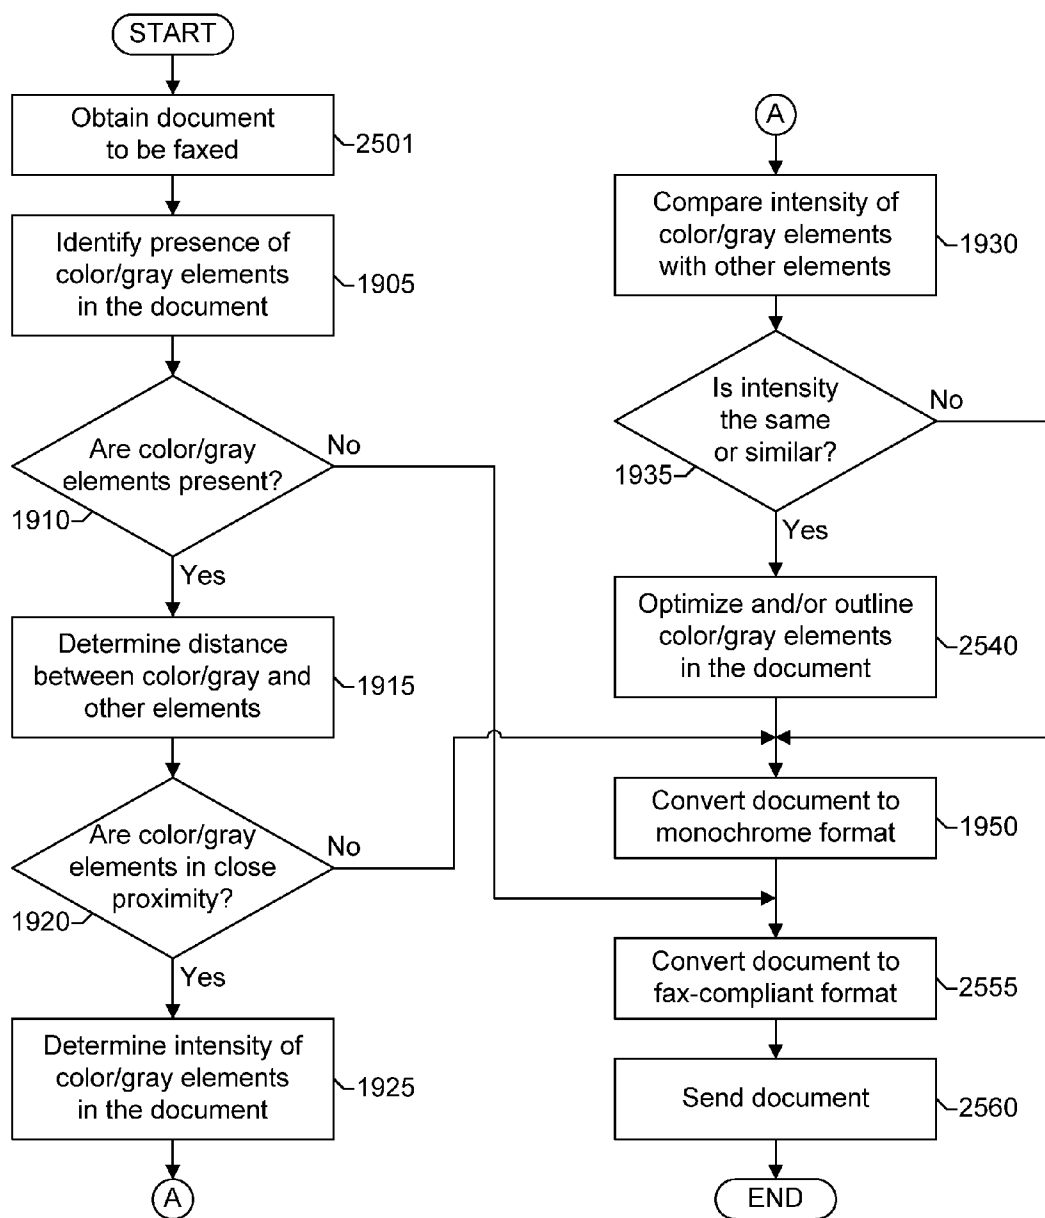 START
Obtain document
to be faxed
2501
Identify presence of
color/gray elements
in the document
1905
Are color/gray
elements present?
No
1910
Yes
Determine distance
between color/gray and
other elements
1915
Are color/gray
elements in close
proximity?
No
1920
Yes
Determine intensity of
color/gray elements
in the document
1925
A
A
Compare intensity of
color/gray elements
with other elements
1930
Is intensity
the same
or similar?
No
1935
Yes
Optimize and/or outline
color/gray elements
in the document
2540
Convert document to
monochrome format
1950
Convert document to
fax-compliant format
2555
Send document
2560
END